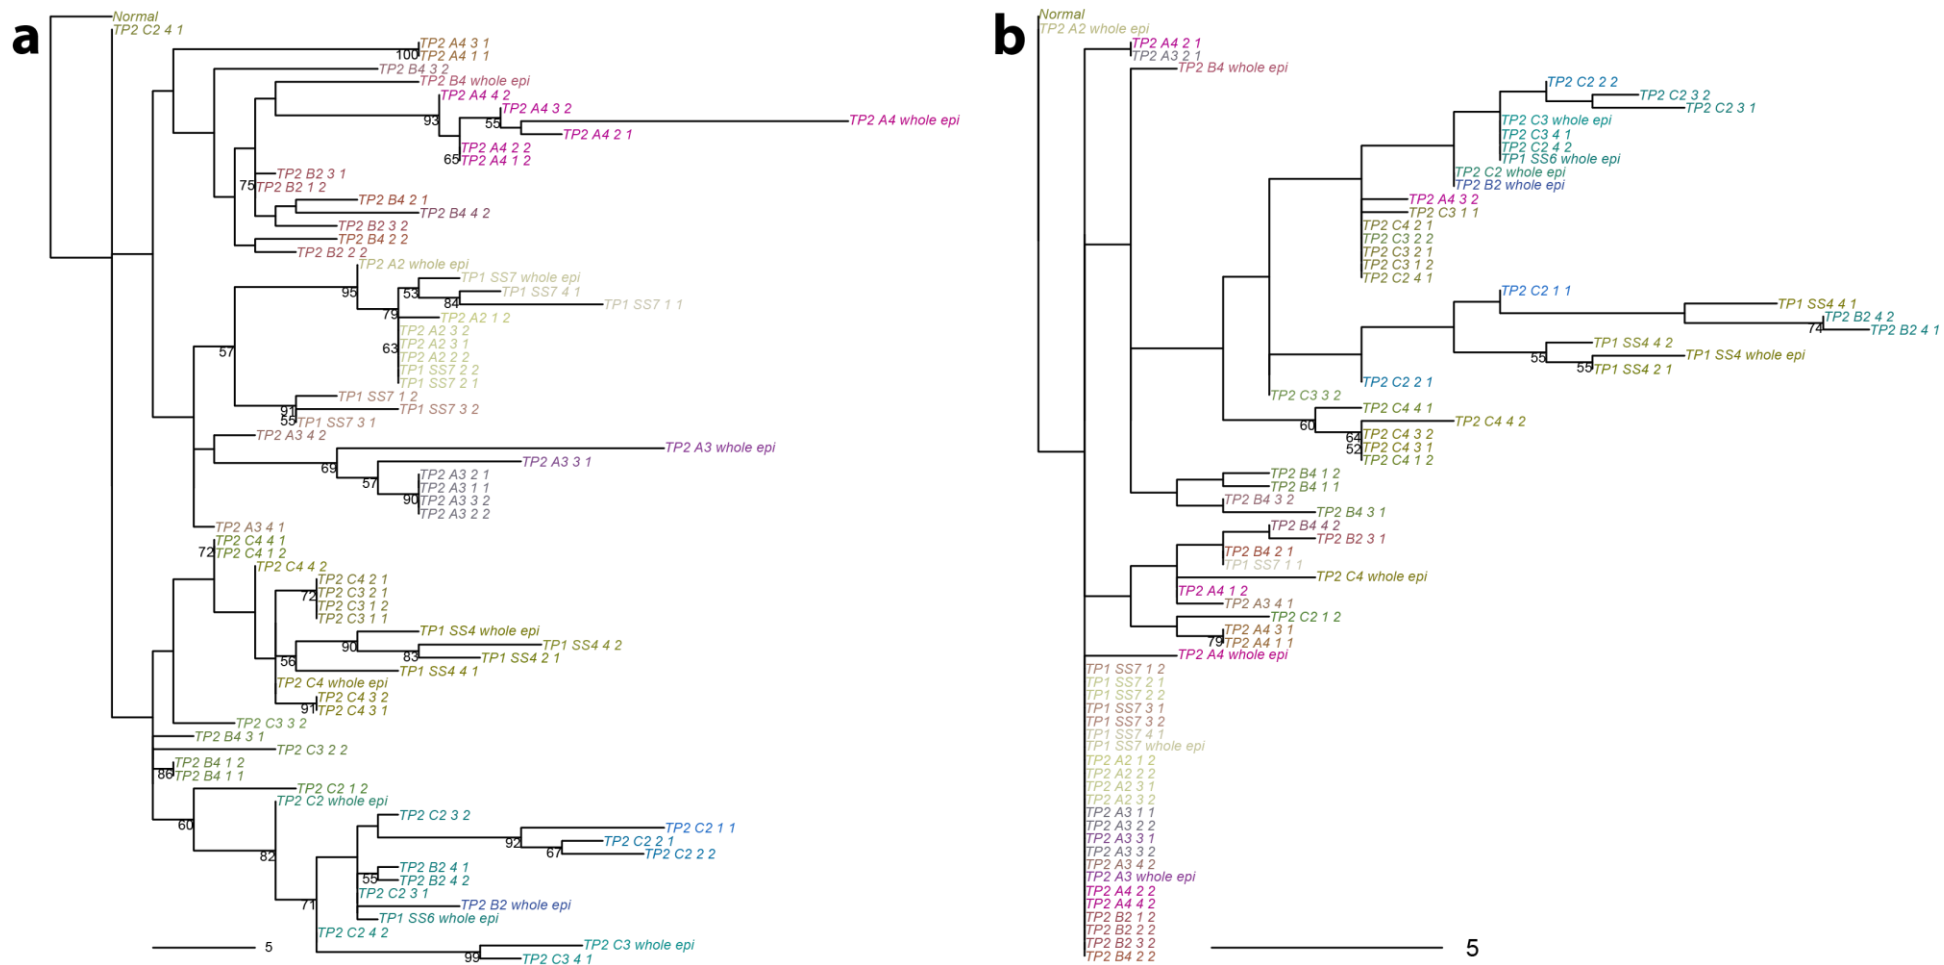 a
Normal
TP2 C2 4 1
TP2 A4 3 1
100
TP2 A4 1 1
TP2 B4 3 2
TP2 B4 whole epi
TP2 A4 4 2
TP2 A4 3 2
93
55
TP2 A4 whole epi
TP2 A4 2 1
TP2 A4 2 2
65
TP2 A4 1 2
TP2 B2 3 1
75
TP2 B2 1 2
TP2 B4 2 1
TP2 B4 4 2
TP2 B2 3 2
TP2 B4 2 2
TP2 B2 2 2
TP2 A2 whole epi
TP1 SS7 whole epi
95
53
TP1 SS7 4 1
84
TP1 SS7 1 1
79
TP2 A2 1 2
TP2 A2 3 2
TP2 A2 3 1
63
TP2 A2 2 2
57
TP1 SS7 2 2
TP1 SS7 2 1
TP1 SS7 1 2
91
TP1 SS7 3 2
55
TP1 SS7 3 1
TP2 A3 4 2
TP2 A3 whole epi
69
TP2 A3 3 1
TP2 A3 2 1
57
TP2 A3 1 1
90
TP2 A3 3 2
TP2 A3 2 2
TP2 A3 4 1
TP2 C4 4 1
72
TP2 C4 1 2
TP2 C4 4 2
TP2 C4 2 1
72
TP2 C3 2 1
TP2 C3 1 2
TP2 C3 1 1
TP1 SS4 whole epi
90
TP1 SS4 4 2
83
TP1 SS4 2 1
56
TP1 SS4 4 1
TP2 C4 whole epi
TP2 C4 3 2
91
TP2 C4 3 1
TP2 C3 3 2
TP2 B4 3 1
TP2 C3 2 2
TP2 B4 1 2
86
TP2 B4 1 1
TP2 C2 1 2
TP2 C2 whole epi
60
TP2 C2 3 2
TP2 C2 1 1
92
TP2 C2 2 1
67
TP2 C2 2 2
82
TP2 B2 4 1
55
TP2 B2 4 2
TP2 C2 3 1
71
TP2 B2 whole epi
TP1 SS6 whole epi
TP2 C2 4 2
TP2 C3 whole epi
99
TP2 C3 4 1
5
b
Normal
TP2 A2 whole epi
TP2 A4 2 1
TP2 A3 2 1
TP2 B4 whole epi
TP2 C2 2 2
TP2 C2 3 2
TP2 C2 3 1
TP2 C3 whole epi
TP2 C3 4 1
TP2 C2 4 2
TP1 SS6 whole epi
TP2 C2 whole epi
TP2 B2 whole epi
TP2 A4 3 2
TP2 C3 1 1
TP2 C4 2 1
TP2 C3 2 2
TP2 C3 2 1
TP2 C3 1 2
TP2 C2 4 1
TP2 C2 1 1
TP1 SS4 4 1
TP2 B2 4 2
74
TP2 B2 4 1
TP1 SS4 4 2
55
TP1 SS4 whole epi
55
TP1 SS4 2 1
TP2 C2 2 1
TP2 C3 3 2
TP2 C4 4 1
60
TP2 C4 4 2
64
TP2 C4 3 2
52
TP2 C4 3 1
TP2 C4 1 2
TP2 B4 1 2
TP2 B4 1 1
TP2 B4 3 2
TP2 B4 3 1
TP2 B4 4 2
TP2 B2 3 1
TP2 B4 2 1
TP1 SS7 1 1
TP2 C4 whole epi
TP2 A4 1 2
TP2 A3 4 1
TP2 C2 1 2
TP2 A4 3 1
79
TP2 A4 1 1
TP2 A4 whole epi
TP1 SS7 1 2
TP1 SS7 2 1
TP1 SS7 2 2
TP1 SS7 3 1
TP1 SS7 3 2
TP1 SS7 4 1
TP1 SS7 whole epi
TP2 A2 1 2
TP2 A2 2 2
TP2 A2 3 1
TP2 A2 3 2
TP2 A3 1 1
TP2 A3 2 2
TP2 A3 3 1
TP2 A3 3 2
TP2 A3 4 2
TP2 A3 whole epi
TP2 A4 2 2
TP2 A4 4 2
TP2 B2 1 2
TP2 B2 2 2
TP2 B2 3 2
TP2 B4 2 2
5